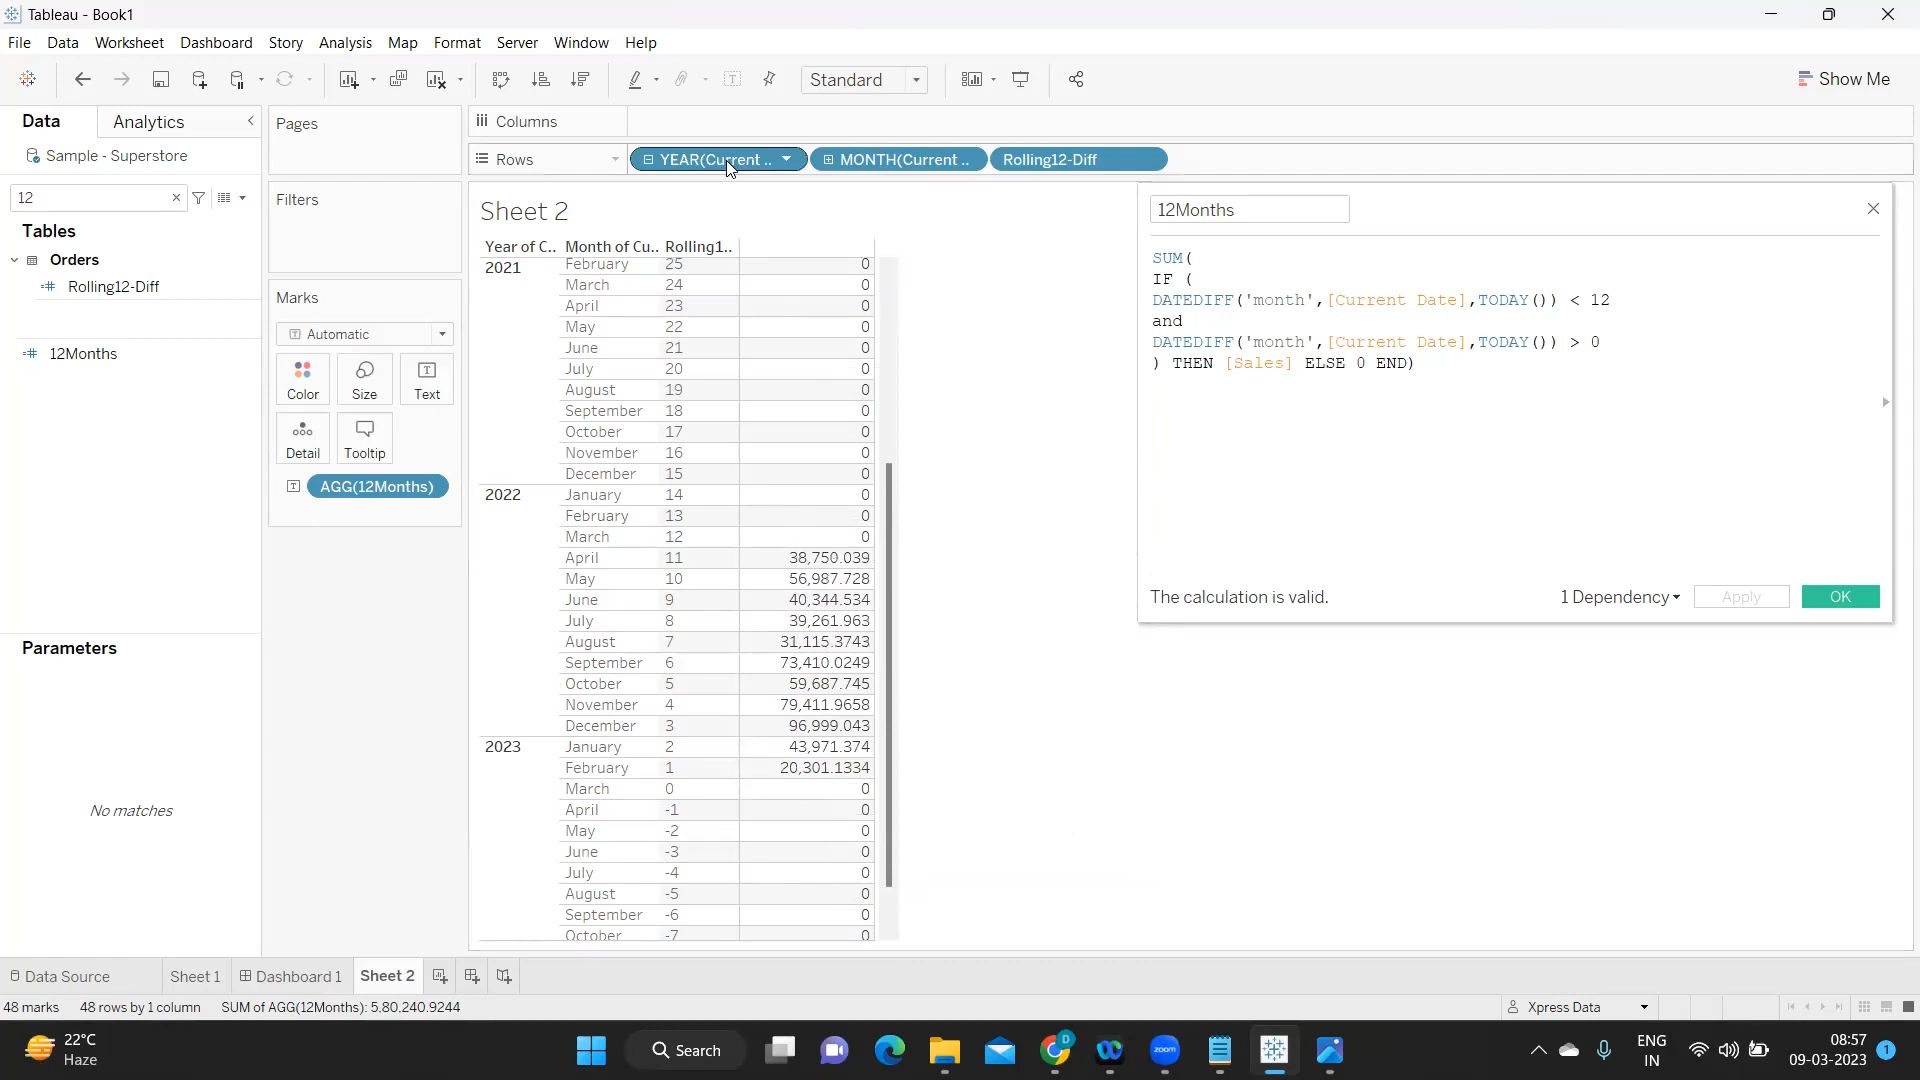 Tableau - Book1
File Data Worksheet Dashboard Story Analysis Map Format Server Window Help
Standard
Show Me
Data Analytics
Pages
Columns
Sample - Superstore
Rows YEAR(Current .. MONTH(Current .. Rolling12-Diff
12
Filters
Tables
Orders
Rolling12-Diff
12Months
Parameters
No matches
Marks
Automatic
Color Size Text
Detail Tooltip
AGG(12Months)
Sheet 2
Year of C.. Month of Cu.. Rolling1..
2021 February 25 0
March 24 0
April 23 0
May 22 0
June 21 0
July 20 0
August 19 0
September 18 0
October 17 0
November 16 0
December 15 0
2022 January 14 0
February 13 0
March 12 0
April 11 38,750.039
May 10 56,987.728
June 9 40,344.534
July 8 39,261.963
August 7 31,115.3743
September 6 73,410.0249
October 5 59,687.745
November 4 79,411.9658
December 3 96,999.043
2023 January 2 43,971.374
February 1 20,301.1334
March 0 0
April -1 0
May -2 0
June -3 0
July -4 0
August -5 0
September -6 0
October -7 0
12Months
SUM(
IF (
DATEDIFF('month',[Current Date],TODAY()) < 12
and
DATEDIFF('month',[Current Date],TODAY()) > 0
) THEN [Sales] ELSE 0 END)
The calculation is valid. 1 Dependency Apply OK
Data Source Sheet 1 Dashboard 1 Sheet 2
48 marks 48 rows by 1 column SUM of AGG(12Months): 5,80,240.9244 Xpress Data
22°C
Haze
Search
zoom
ENG
IN
08:57
09-03-2023
1